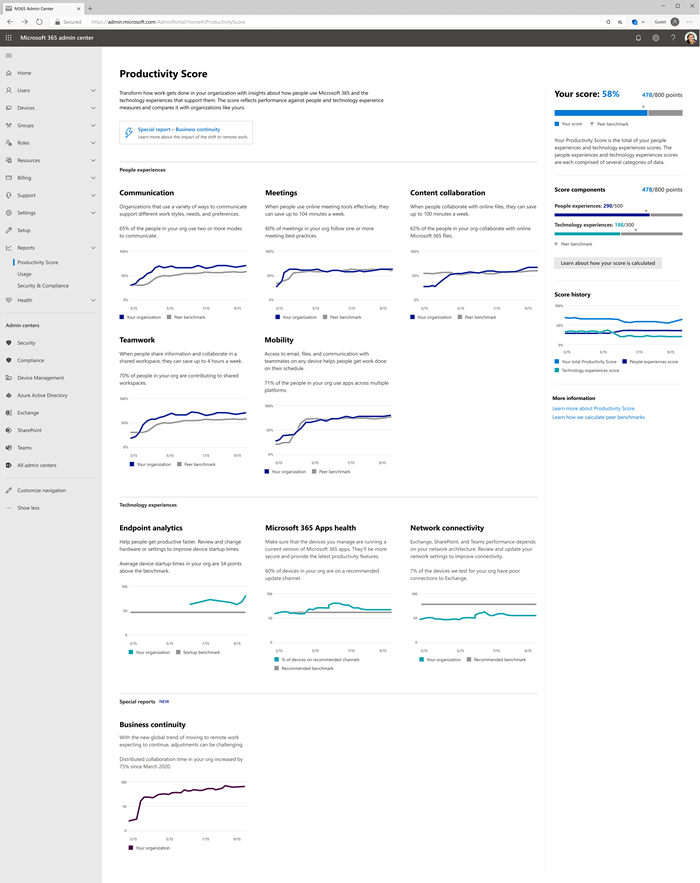 M365 Admin Center
Secured
https://admin.microsoft.com/AdminPortal/Home#/ProductivityScore
Guest
Microsoft 365 admin center
Home
Users
Devices
Groups
Roles
Resources
Billing
Support
Settings
Setup
Reports
Productivity Score
Usage
Security & Compliance
Health
Admin centers
Security
Compliance
Device Management
Azure Active Directory
Exchange
SharePoint
Teams
All admin centers
Customize navigation
Show less
Productivity Score
Transform how work gets done in your organization with insights about how people use Microsoft 365 and the
technology experiences that support them. The score reflects performance against people and technology experience
measures and compares it with organizations like yours.
Special report – Business continuity
Learn more about the impact of the shift to remote work.
People experiences
Communication
Organizations that use a variety of ways to communicate
support different work styles, needs, and preferences.
65% of the people in your org use two or more modes
to communicate.
100%
50%
0%
3/15 5/15 7/15 9/15
Your organization Peer benchmark
Meetings
When people use online meeting tools effectively, they
can save up to 104 minutes a week.
60% of meetings in your org follow one or more
meeting best practices.
100%
50%
0%
3/15 5/15 7/15 9/15
Your organization Peer benchmark
Content collaboration
When people collaborate with online files, they can save
up to 100 minutes a week.
62% of the people in your org collaborate with online
Microsoft 365 files.
100%
50%
0%
3/15 5/15 7/15 9/15
Your organization Peer benchmark
Teamwork
When people share information and collaborate in a
shared workspace, they can save up to 4 hours a week.
70% of people in your org are contributing to shared
workspaces.
100%
50%
0%
3/15 5/15 7/15 9/15
Your organization Peer benchmark
Mobility
Access to email, files, and communication with
teammates on any device helps people get work done
on their schedule.
71% of the people in your org use apps across multiple
platforms.
100%
50%
0%
3/15 5/15 7/15 9/15
Your organization Peer benchmark
Technology experiences
Endpoint analytics
Help people get productive faster. Review and change
hardware or settings to improve device startup times.
Average device startup times in your org are 34 points
above the benchmark.
100
50
0
3/15 5/15 7/15 9/15
Your organization Startup benchmark
Microsoft 365 Apps health
Make sure that the devices you manage are running a
current version of Microsoft 365 apps. They'll be more
secure and provide the latest productivity features.
60% of devices in your org are on a recommended
update channel.
100
50
0
3/15 5/15 7/15 9/15
% of devices on recommended channels
Recommended benchmark
Network connectivity
Exchange, SharePoint, and Teams performance depends
on your network architecture. Review and update your
network settings to improve connectivity.
7% of the devices we test for your org have poor
connections to Exchange.
100
50
0
3/15 5/15 7/15 9/15
Your organization Recommended benchmark
Special reports NEW
Business continuity
With the new global trend of moving to remote work
expecting to continue, adjustments can be challenging.
Distributed collaboration time in your org increased by
75% since March 2020.
100
50
0
3/15 5/15 7/15 9/15
Your organization
Your score: 58% 478/800 points
Your score Peer benchmark
Your Productivity Score is the total of your people
experiences and technology experiences scores. The
people experiences and technology experiences scores
are each comprised of several categories of data.
Score components 478/800 points
People experiences: 290/500
Technology experiences: 188/300
Peer benchmark
Learn about how your score is calculated
Score history
100%
50%
0%
3/15 5/15 7/15 9/15
Your total Productivity Score People experiences score
Technology experiences score
More information
Learn more about Productivity Score
Learn how we calculate peer benchmarks